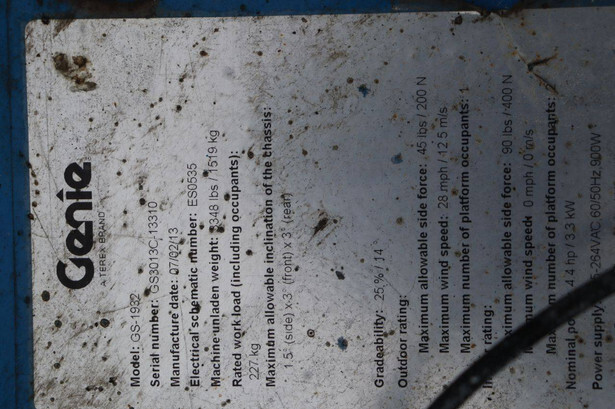 Genie
A TEREX BRAND
Model: GS-1932
Serial number: GS3013C-13310
Manufacture date: 07/02/13
Electrical schematic number: ES0535
Machine unladen weight: 3348 lbs / 1519 kg
Rated work load (including occupants):
227 kg
Maximum allowable inclination of the chassis:
1.5° (side) x 3° (front) x 3° (rear)
Gradeability: 25 % / 14°
Outdoor rating:
Maximum allowable side force: 45 lbs / 200 N
Maximum wind speed: 28 mph / 12.5 m/s
Maximum number of platform occupants: 1
rating:
Maximum allowable side force: 90 lbs / 400 N
wind speed: 0 mph / 0 m/s
number of platform occupants:
Nominal 4.4 hp / 3.3 kW
Power supply 264VAC 60/50Hz 900W